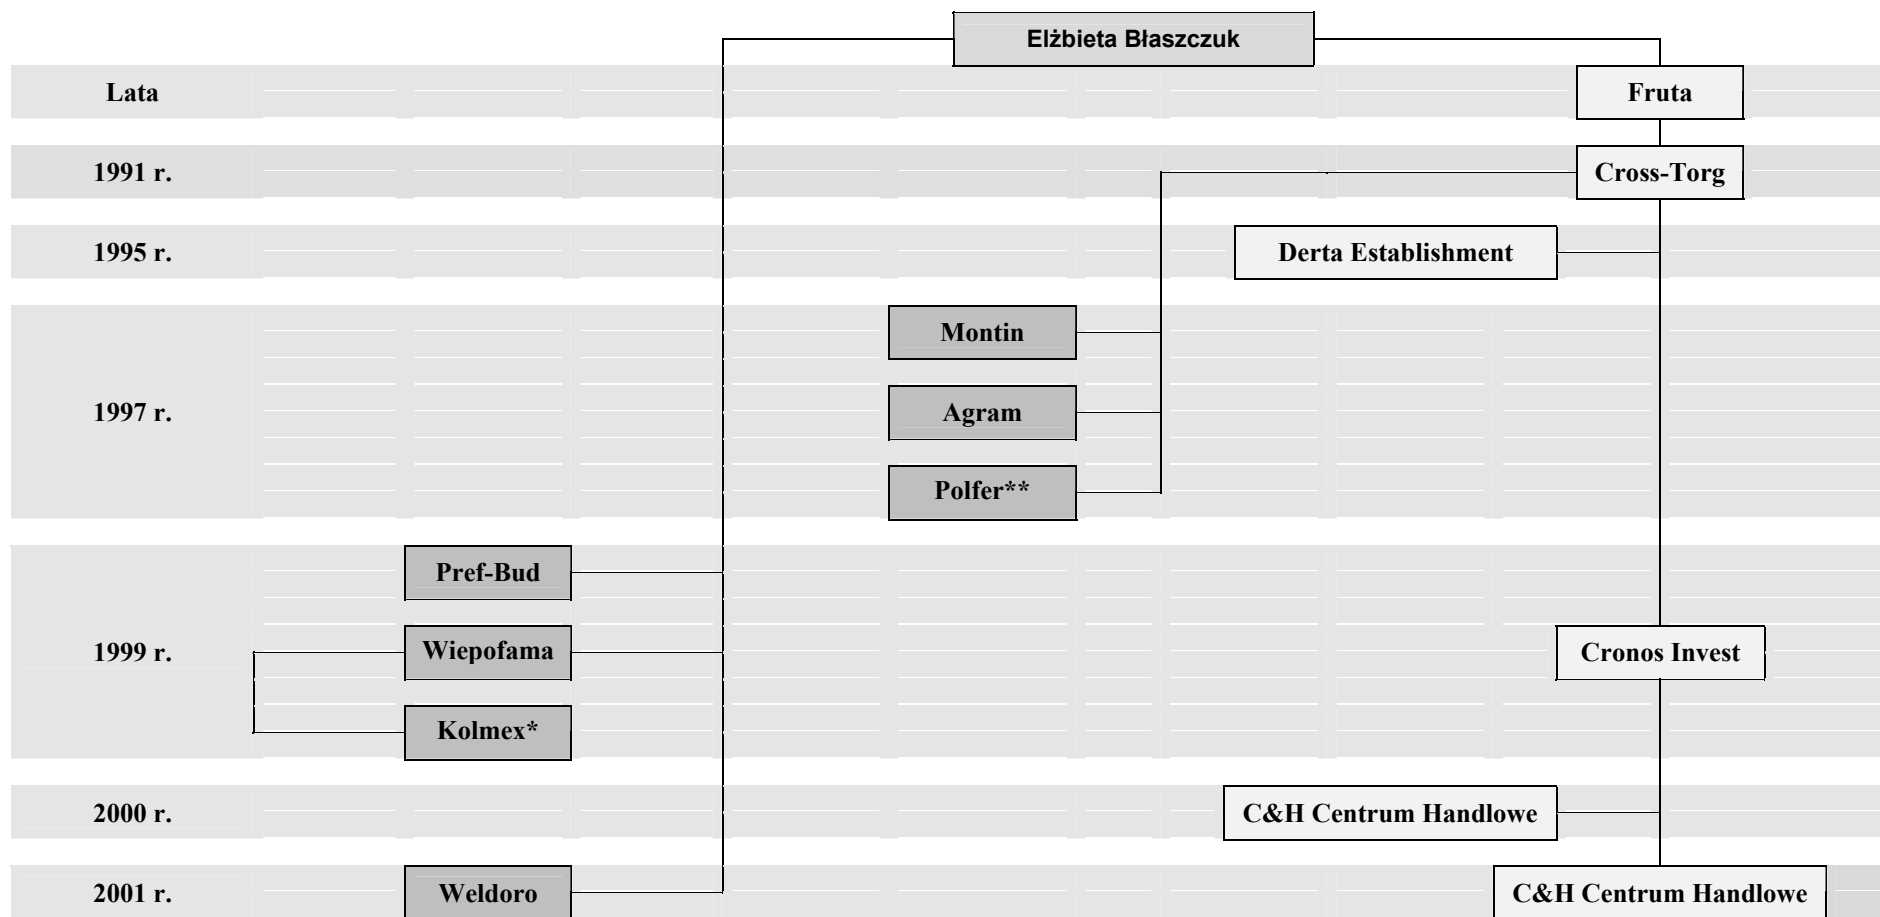 Elżbieta Błaszczuk
Lata
Fruta
1991 r.
Cross-Torg
1995 r.
Derta Establishment
Montin
1997 r.
Agram
Polfer**
Pref-Bud
1999 r.
Wiepofama
Cronos Invest
Kolmex*
2000 r.
C&H Centrum Handlowe
2001 r.
Weldoro
C&H Centrum Handlowe